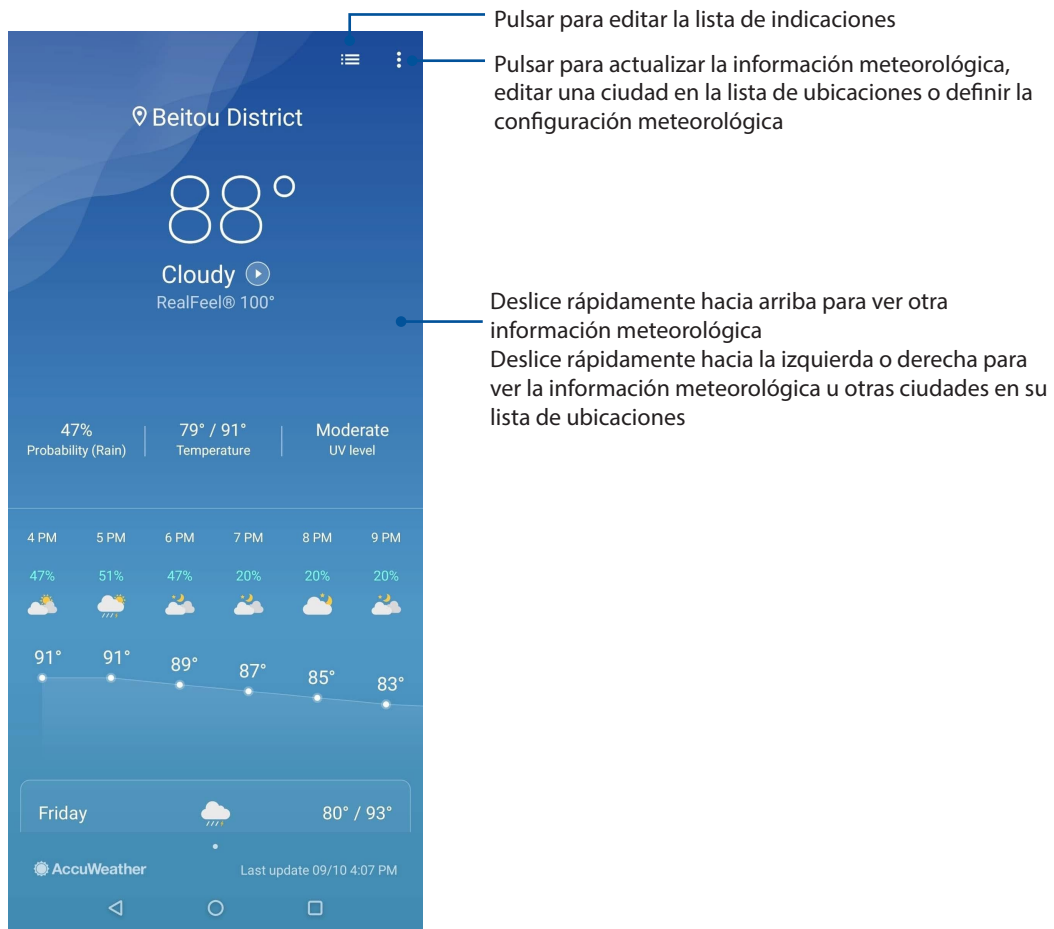 Pulsar para editar la lista de indicaciones
Pulsar para actualizar la información meteorológica,
editar una ciudad en la lista de ubicaciones o definir la
configuración meteorológica
Beitou District
88°
Cloudy
RealFeel® 100°
Deslice rápidamente hacia arriba para ver otra
información meteorológica
Deslice rápidamente hacia la izquierda o derecha para
ver la información meteorológica u otras ciudades en su
lista de ubicaciones
47% 79° / 91° Moderate
Probability (Rain) Temperature UV level
4 PM 5 PM 6 PM 7 PM 8 PM 9 PM
47% 51% 47% 20% 20% 20%
91° 91° 89° 87° 85° 83°
Friday 80° / 93°
AccuWeather Last update 09/10 4:07 PM